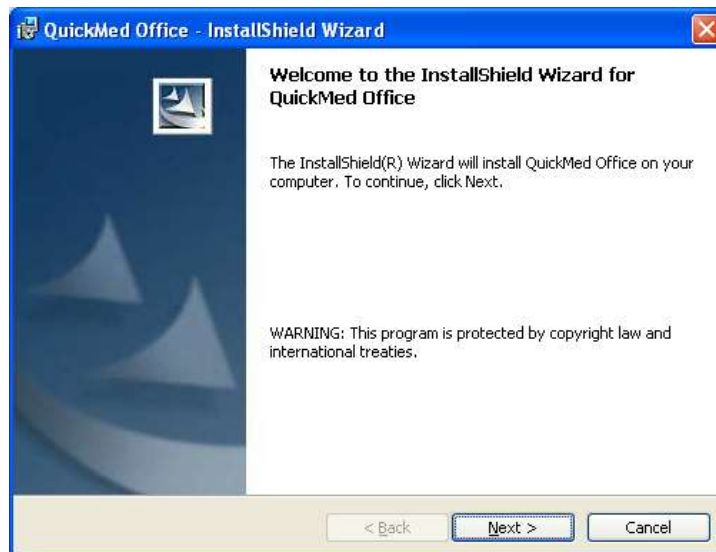 QuickMed Office - InstallShield Wizard
Welcome to the InstallShield Wizard for
QuickMed Office
The InstallShield(R) Wizard will install QuickMed Office on your
computer. To continue, click Next.
WARNING: This program is protected by copyright law and
international treaties.
< Back Next > Cancel